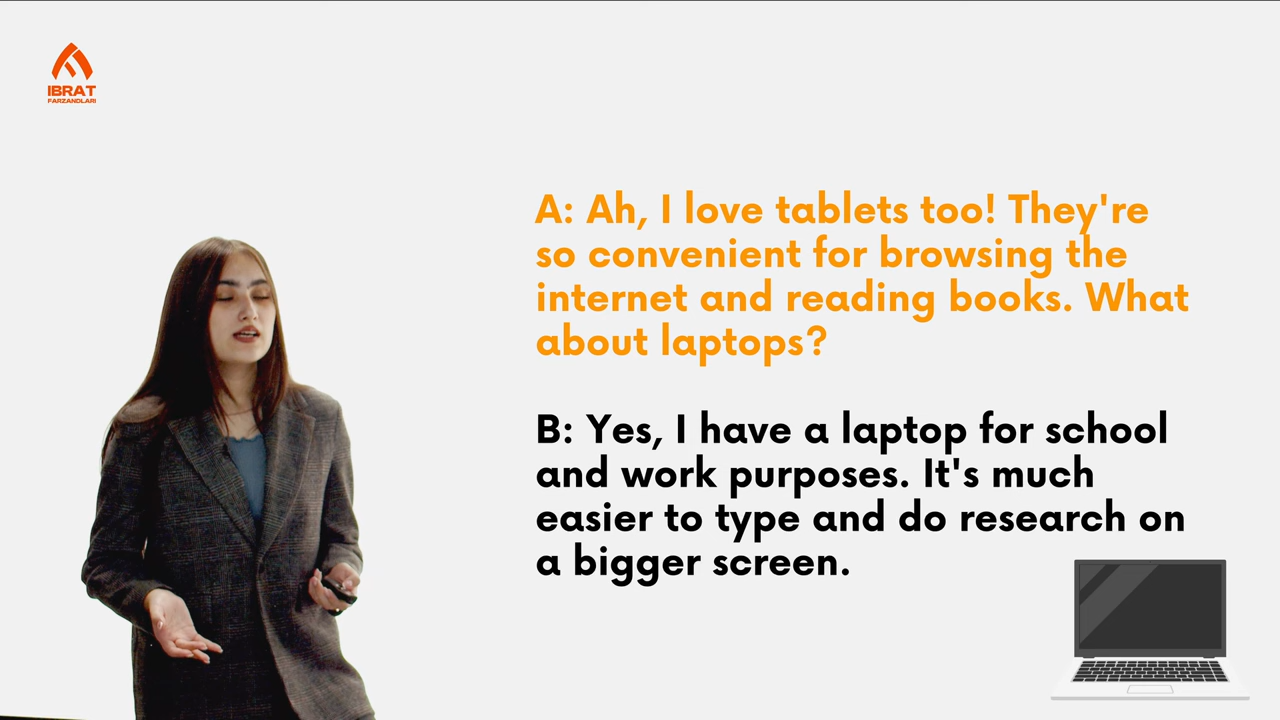 IBRAT
FARZANDLARI
A: Ah, I love tablets too! They're
so convenient for browsing the
internet and reading books. What
about laptops?
B: Yes, I have a laptop for school
and work purposes. It's much
easier to type and do research on
a bigger screen.